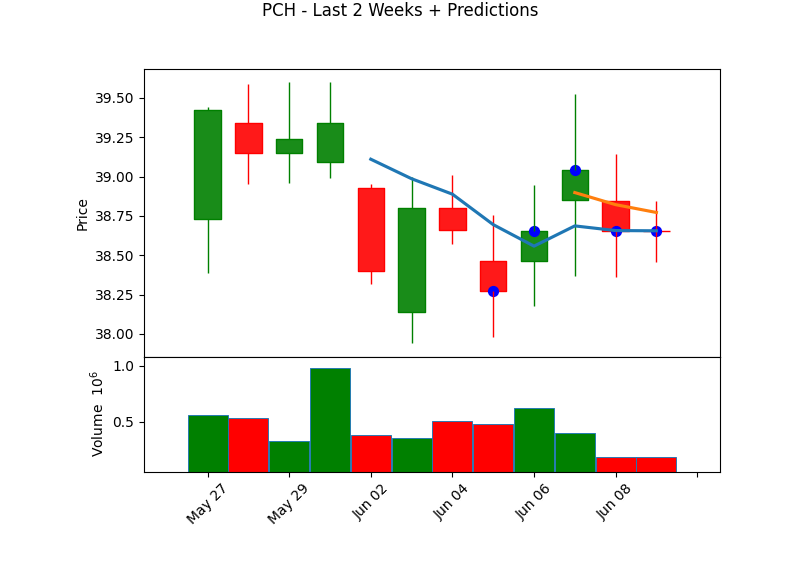 PCH - Last 2 Weeks + Predictions
39.50
39.25
39.00
38.75
38.50
38.25
38.00
Price
1.0
0.5
Volume 10^6
May 27
May 29
Jun 02
Jun 04
Jun 06
Jun 08